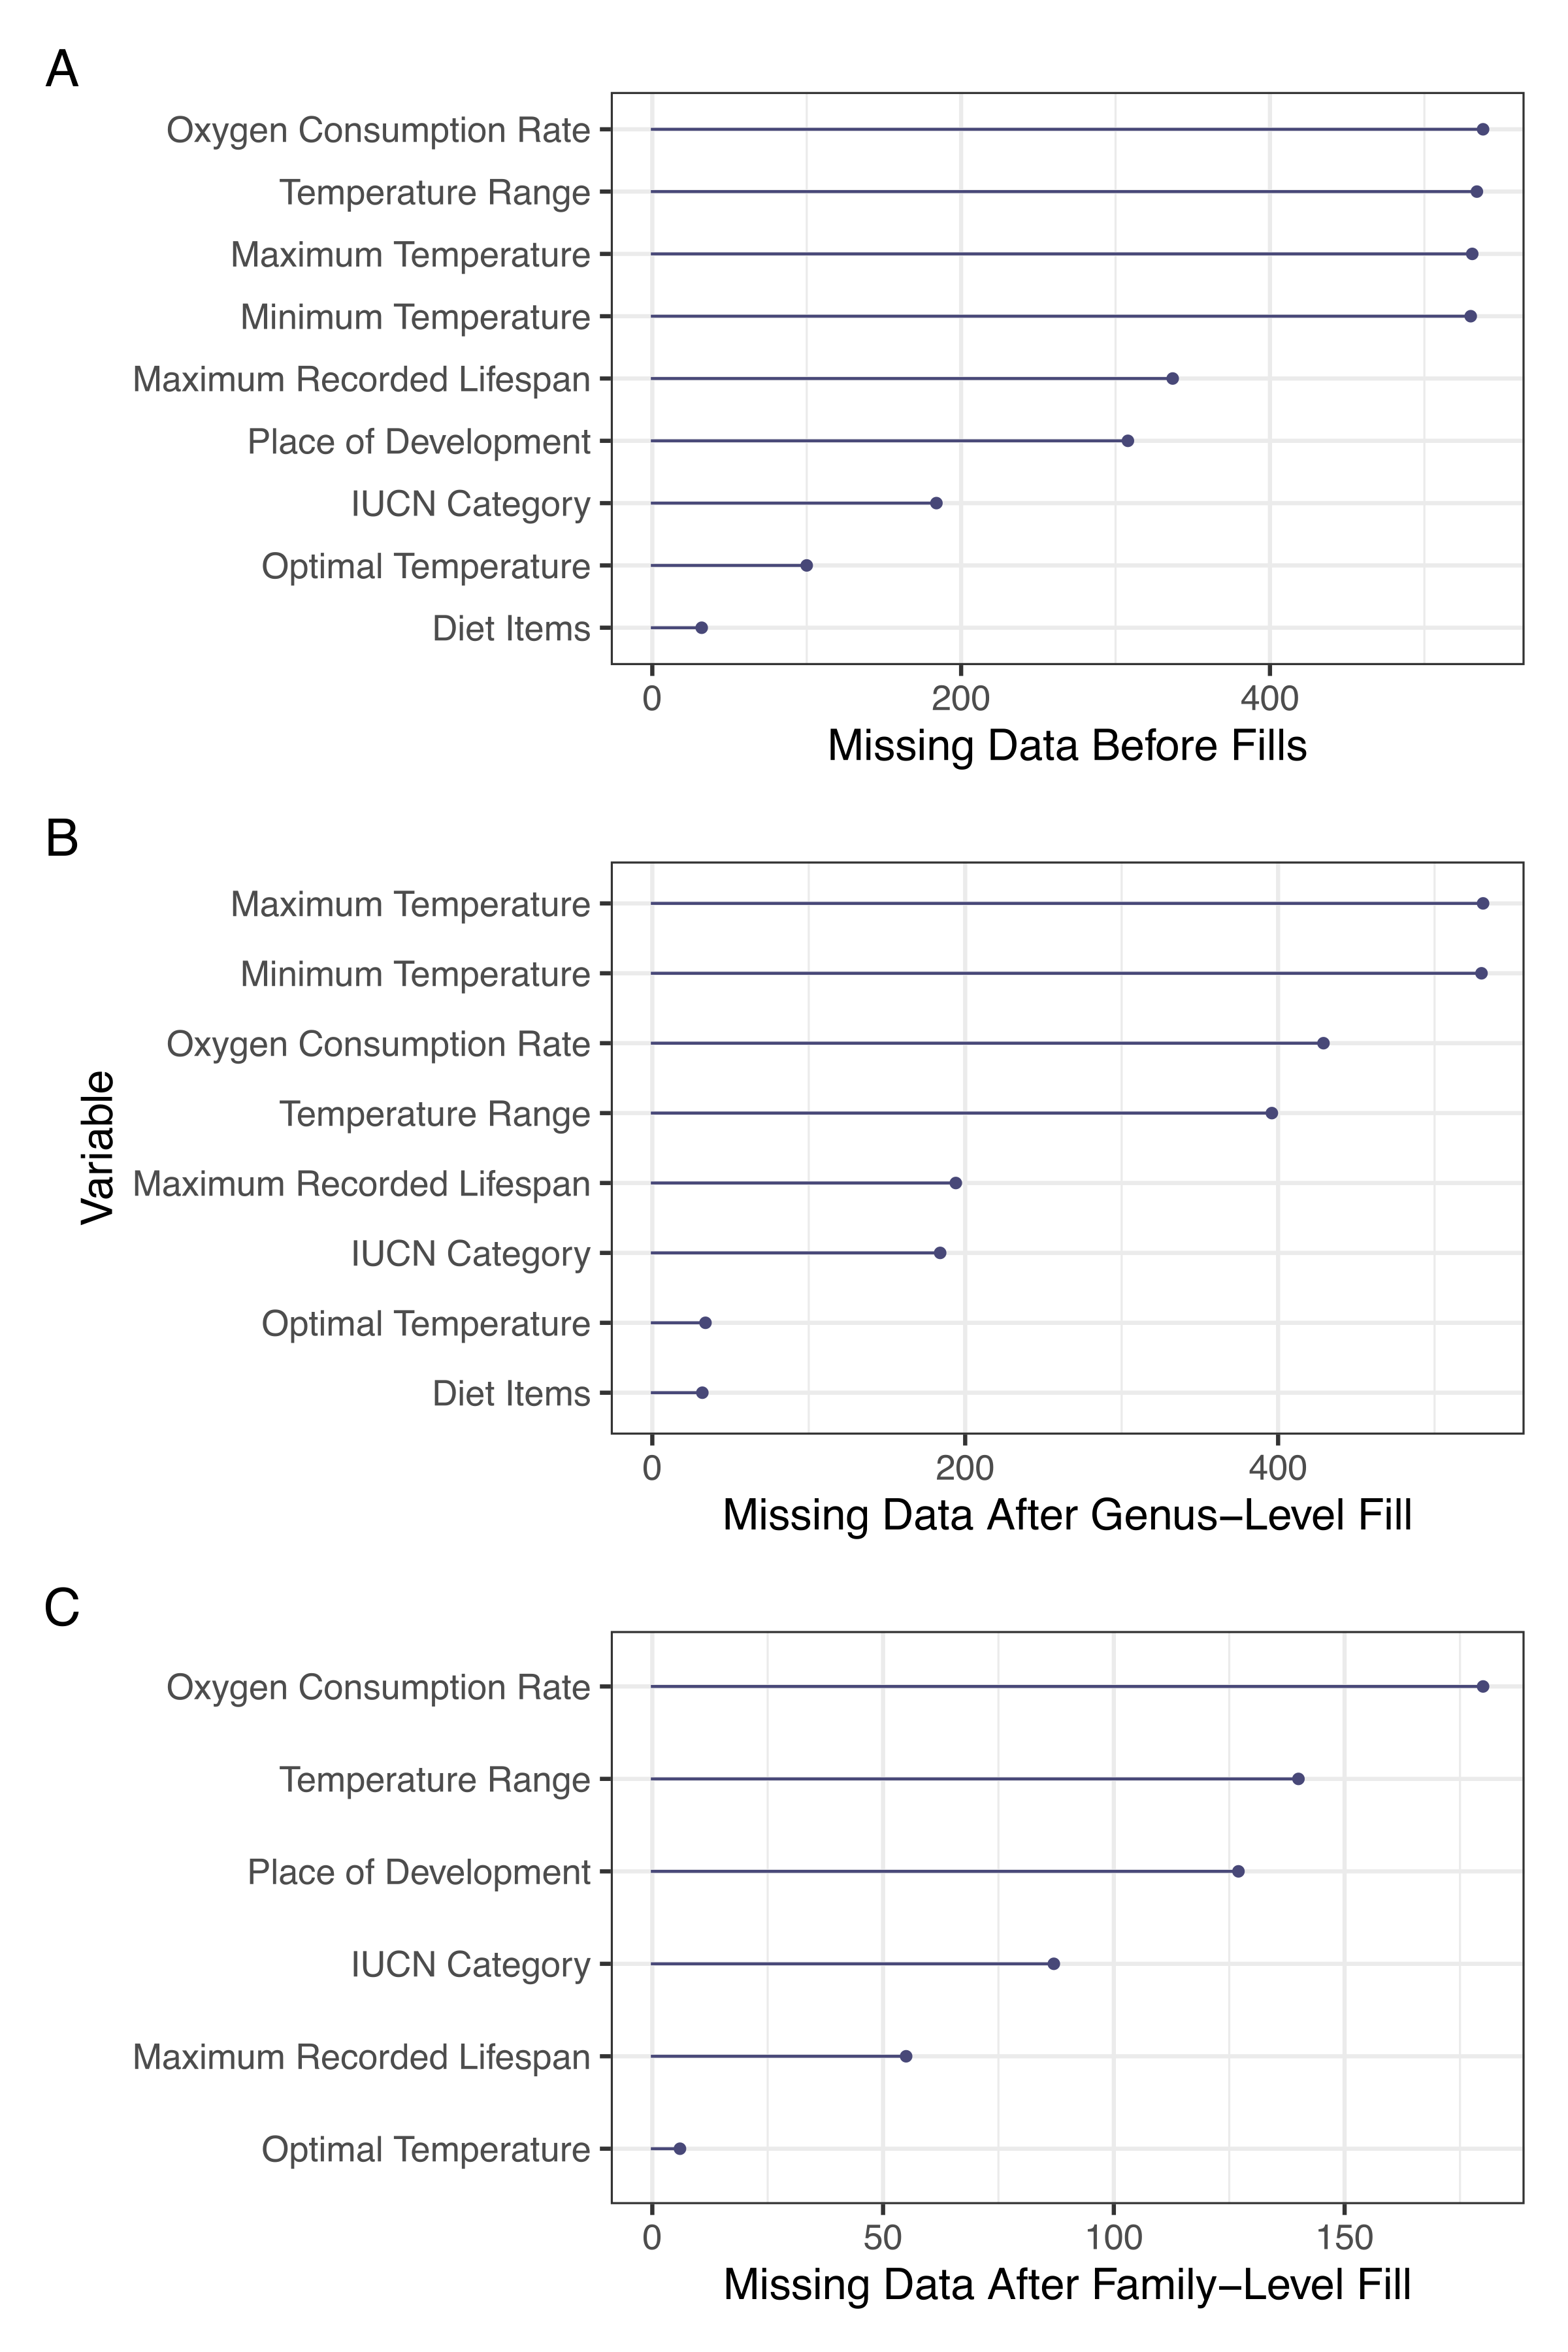 A
Oxygen Consumption Rate
Temperature Range
Maximum Temperature
Minimum Temperature
Maximum Recorded Lifespan
Place of Development
IUCN Category
Optimal Temperature
Diet Items
0 200 400
Missing Data Before Fills
B
Variable
Maximum Temperature
Minimum Temperature
Oxygen Consumption Rate
Temperature Range
Maximum Recorded Lifespan
IUCN Category
Optimal Temperature
Diet Items
0 200 400
Missing Data After Genus−Level Fill
C
Oxygen Consumption Rate
Temperature Range
Place of Development
IUCN Category
Maximum Recorded Lifespan
Optimal Temperature
0 50 100 150
Missing Data After Family−Level Fill